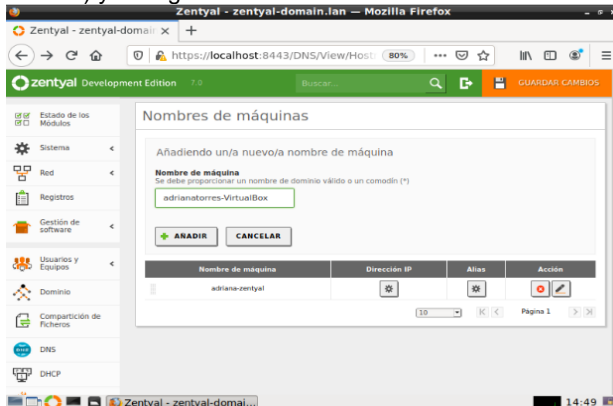 Zentyal - zentyal-domain.lan — Mozilla Firefox
Zentyal - zentyal-domain
https://localhost:8443/DNS/View/Host
80%
zentyal Development Edition 7.0
Buscar...
GUARDAR CAMBIOS
Estado de los
Módulos
Sistema
Red
Registros
Gestión de
software
Usuarios y
Equipos
Dominio
Compartición de
Ficheros
DNS
DHCP
Nombres de máquina
Añadiendo un/a nuevo/a nombre de máquina
Nombre de máquina
Se debe proporcionar un nombre de dominio válido o un comodín (*)
adrianatorres-VirtualBox
AÑADIR CANCELAR
Nombre de máquina Dirección IP Alias Acción
adriana-zentyal
10 Página 1
Zentyal - zentyal-domai...
14:49